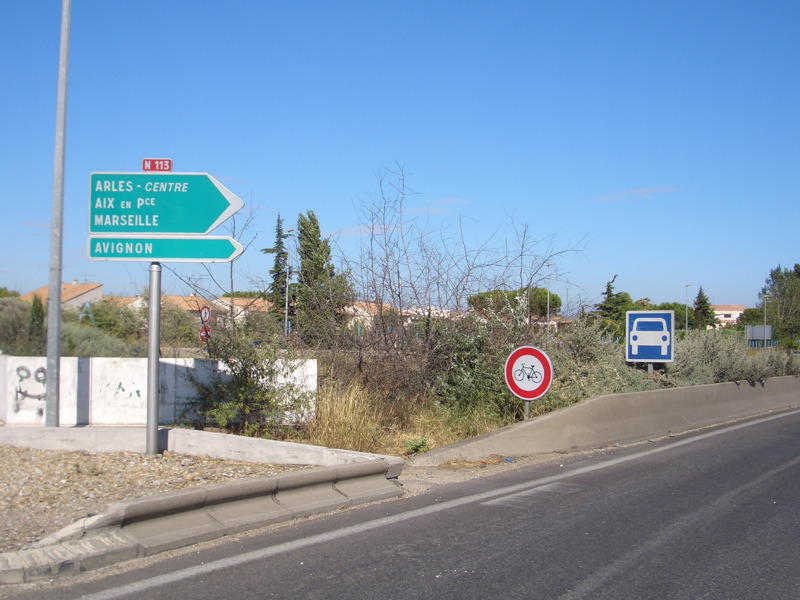 N 113
ARLES - CENTRE
AIX EN PCE
MARSEILLE
AVIGNON